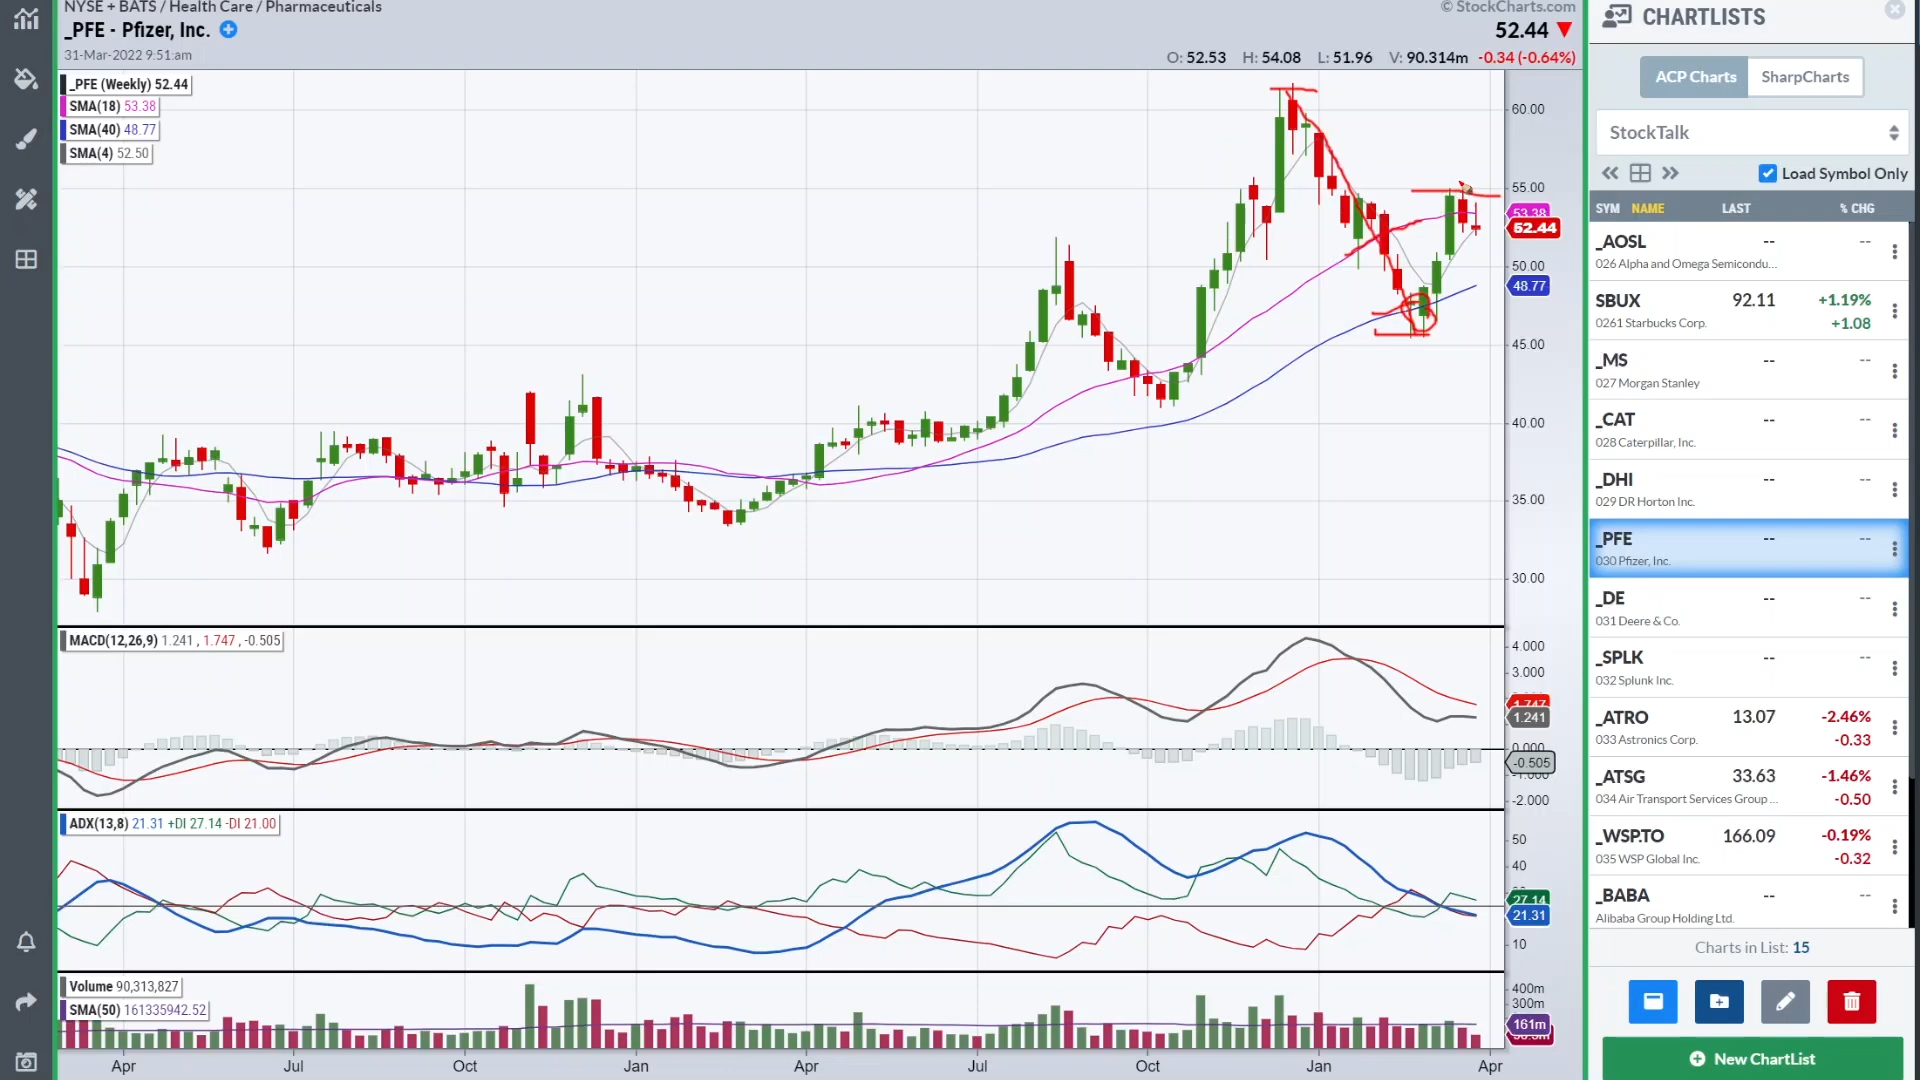 NYSE + BATS / Health Care / Pharmaceuticals
© StockCharts.com
_PFE - Pfizer, Inc.
52.44
31-Mar-2022 9:51am
O: 52.53 H: 54.08 L: 51.96 V: 90.314m -0.34 (-0.64%)
_PFE (Weekly) 52.44
SMA(18) 53.38
SMA(40) 48.77
SMA(4) 52.50
60.00
55.00
53.38
52.44
50.00
48.77
45.00
40.00
35.00
30.00
MACD(12,26,9) 1.241 , 1.747 , -0.505
4.000
3.000
1.747
1.241
0.000
-0.505
-1.000
-2.000
ADX(13,8) 21.31 +DI 27.14 -DI 21.00
50
40
27.14
21.31
10
Volume 90,313,827
SMA(50) 161335942.52
400m
300m
161m
Apr Jul Oct Jan Apr Jul Oct Jan Apr
CHARTLISTS
ACP Charts SharpCharts
StockTalk
Load Symbol Only
SYM NAME LAST % CHG
_AOSL -- --
026 Alpha and Omega Semicondu...
SBUX 92.11 +1.19%
0261 Starbucks Corp. +1.08
_MS -- --
027 Morgan Stanley
_CAT -- --
028 Caterpillar, Inc.
_DHI -- --
029 DR Horton Inc.
_PFE -- --
030 Pfizer, Inc.
_DE -- --
031 Deere & Co.
_SPLK -- --
032 Splunk Inc.
_ATRO 13.07 -2.46%
033 Astronics Corp. -0.33
_ATSG 33.63 -1.46%
034 Air Transport Services Group ... -0.50
_WSP.TO 166.09 -0.19%
035 WSP Global Inc. -0.32
_BABA -- --
Alibaba Group Holding Ltd.
Charts in List: 15
New ChartList